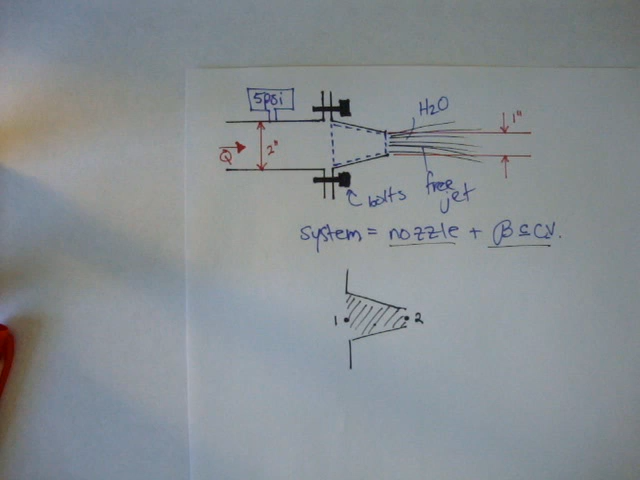 5psi
H2O
1"
Q
2"
bolts
free
jet
system = nozzle +
1
2